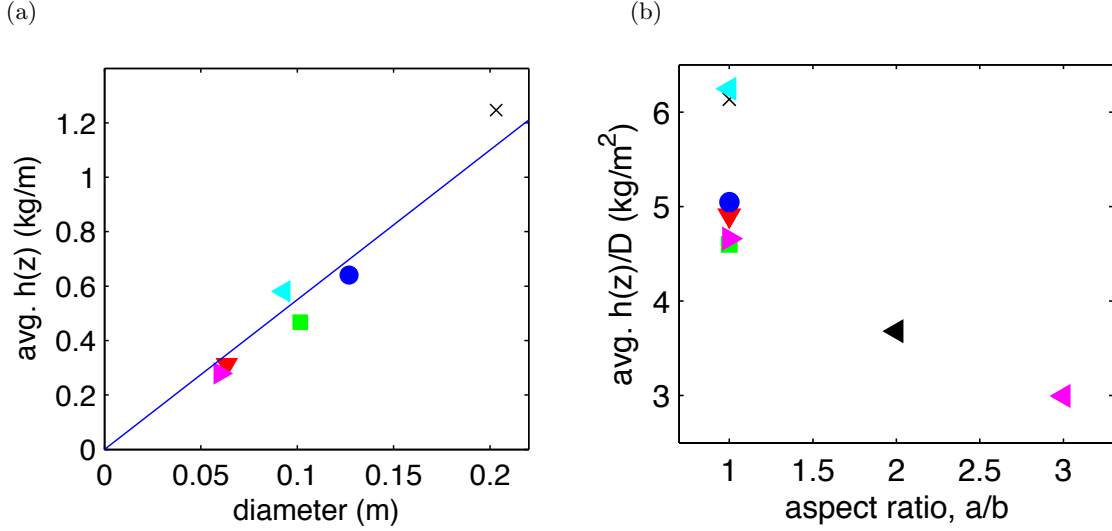 (a)
avg. h(z) (kg/m)
1.2
1
0.8
0.6
0.4
0.2
0
0 0.05 0.1 0.15 0.2
diameter (m)
(b)
avg. h(z)/D (kg/m²)
6
5
4
3
1 1.5 2 2.5 3
aspect ratio, a/b